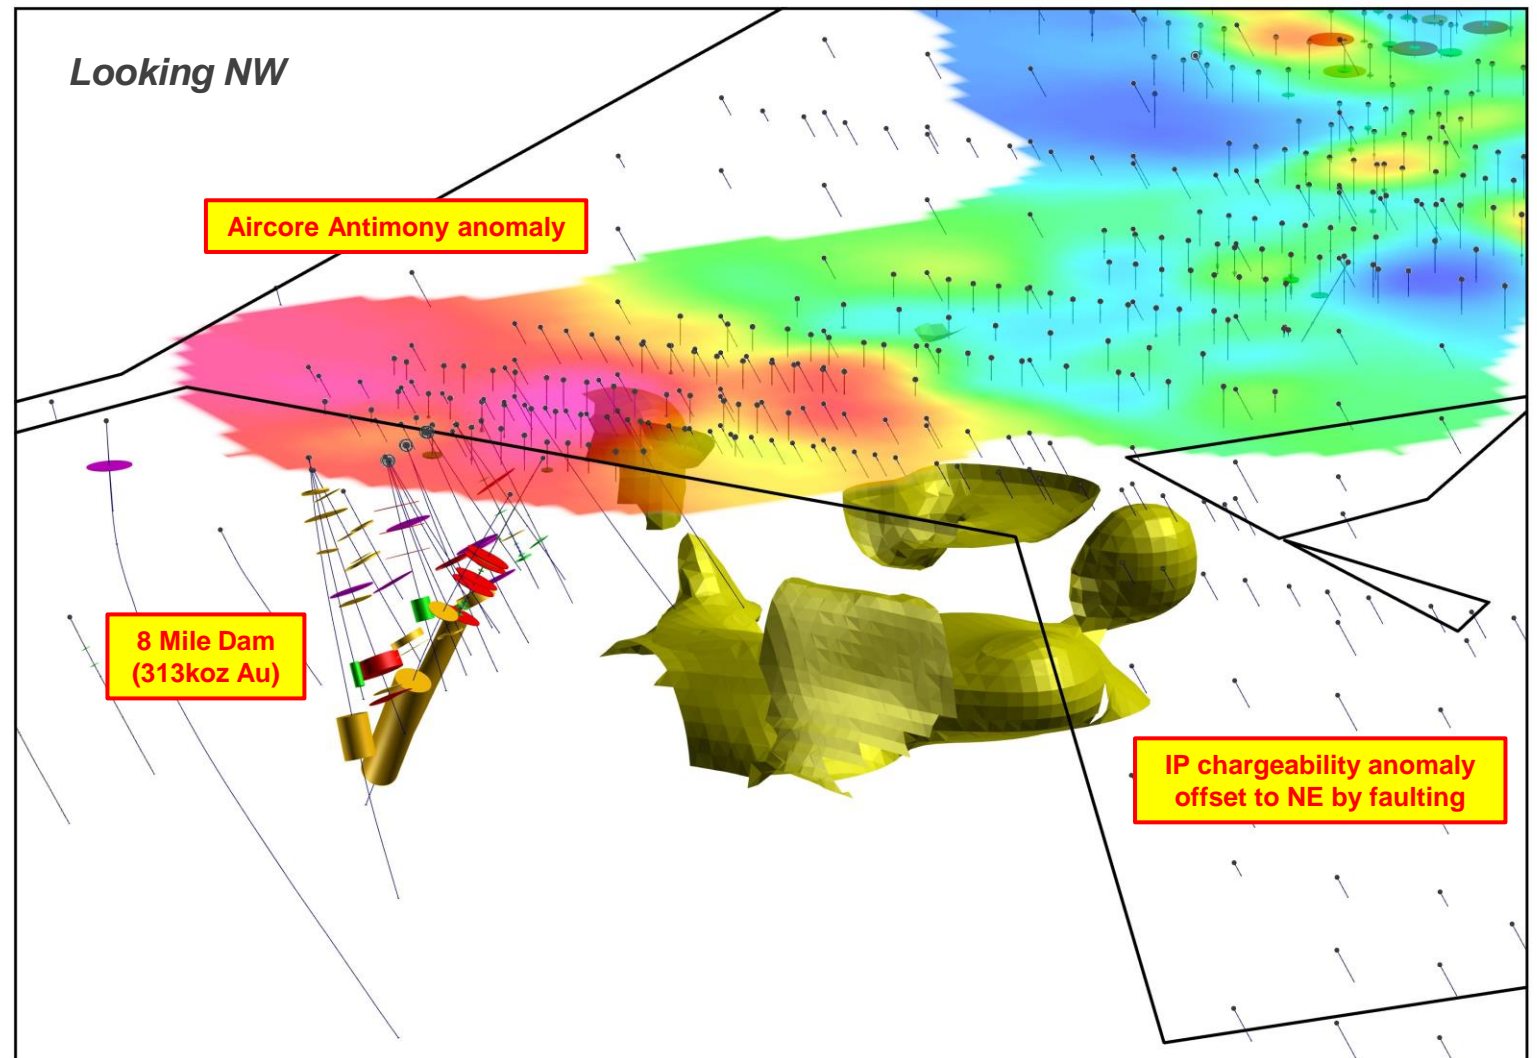 Looking NW
Aircore Antimony anomaly
8 Mile Dam
(313koz Au)
IP chargeability anomaly
offset to NE by faulting